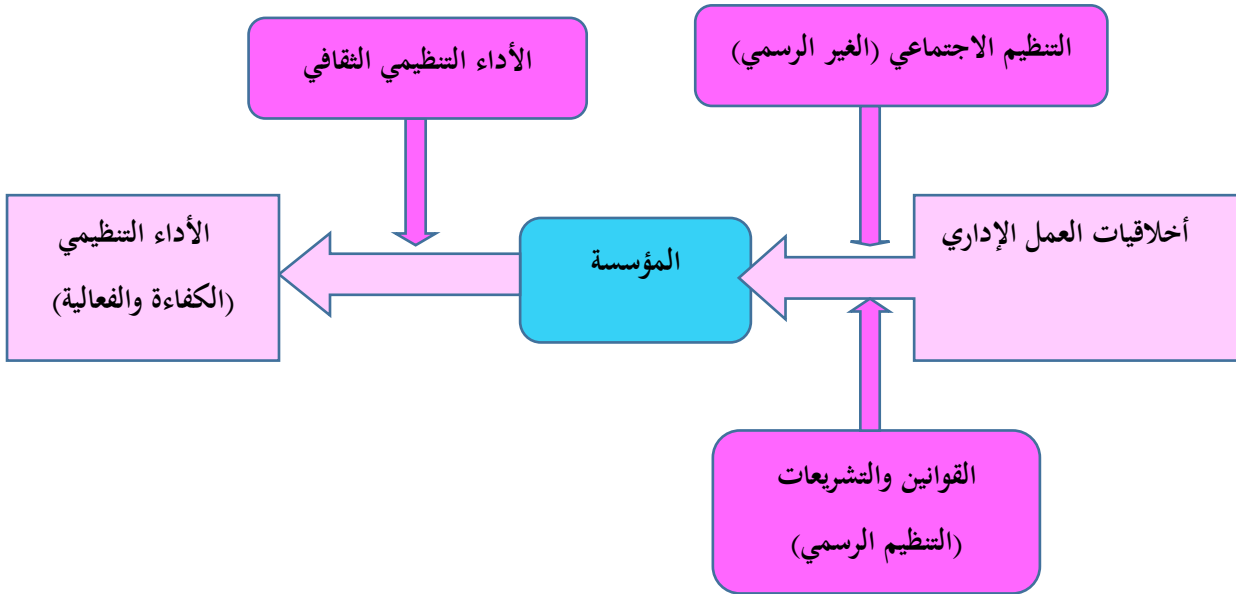 التنظيم الاجتماعي (الغير الرسمي)
الأداء التنظيمي الثقافي
أخلاقيات العمل الإداري
المؤسسة
الأداء التنظيمي
(الكفاءة والفعالية)
القوانين والتشريعات
(التنظيم الرسمي)